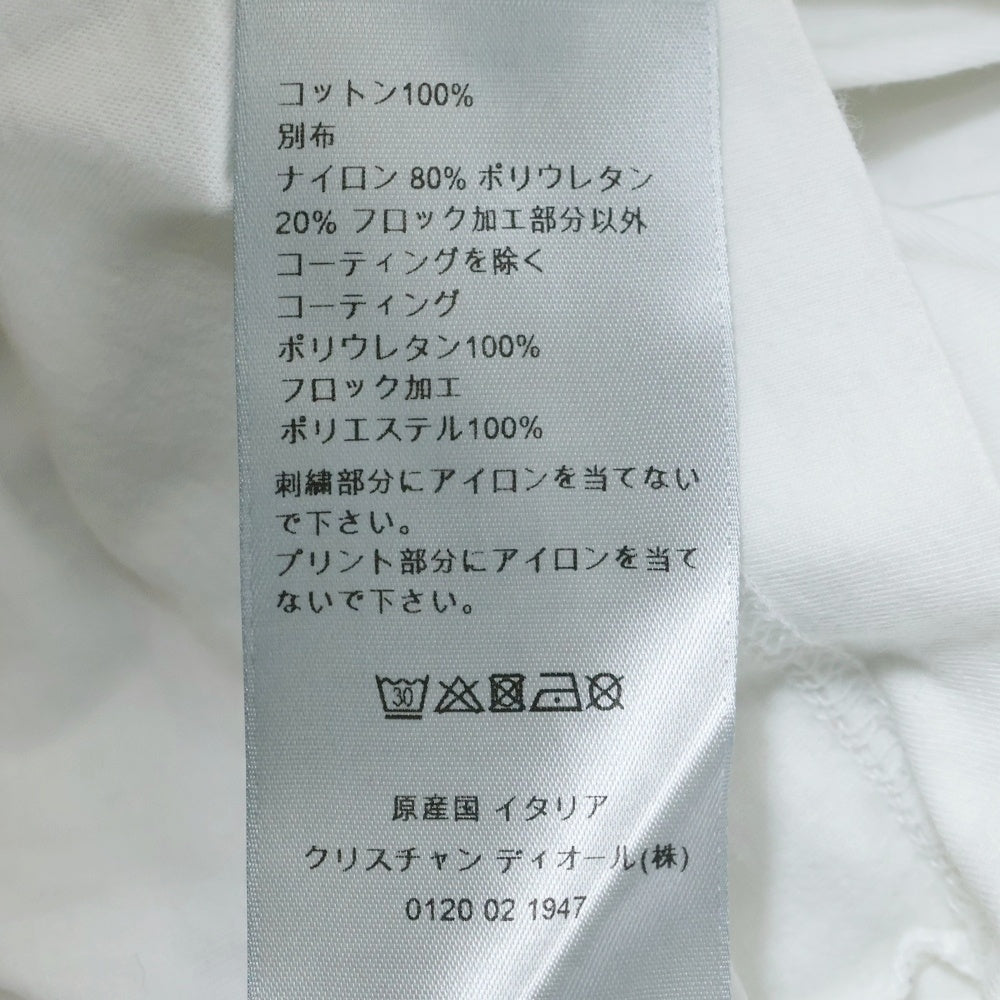 コットン100%
別布
ナイロン 80% ポリウレタン
20% フロック加工部分以外
コーティングを除く
コーティング
ポリウレタン100%
フロック加工
ポリエステル100%
刺繍部分にアイロンを当てない
で下さい。
プリント部分にアイロンを当て
ないで下さい。
30
原産国 イタリア
クリスチャン ディオール(株)
0120 02 1947